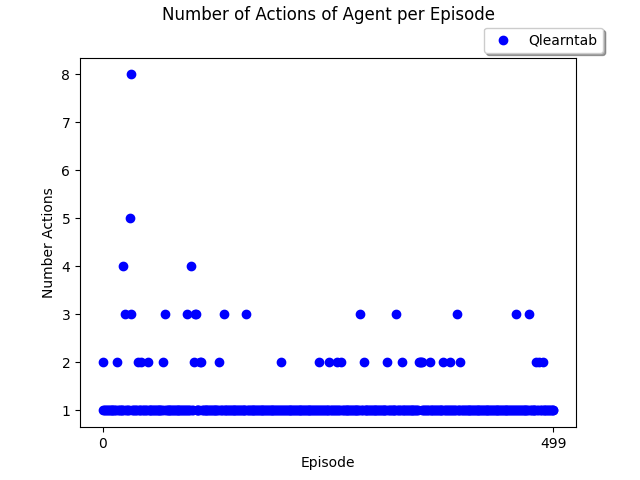 Number of Actions of Agent per Episode
Qlearntab
8
7
6
5
4
3
2
1
Number Actions
0 499
Episode